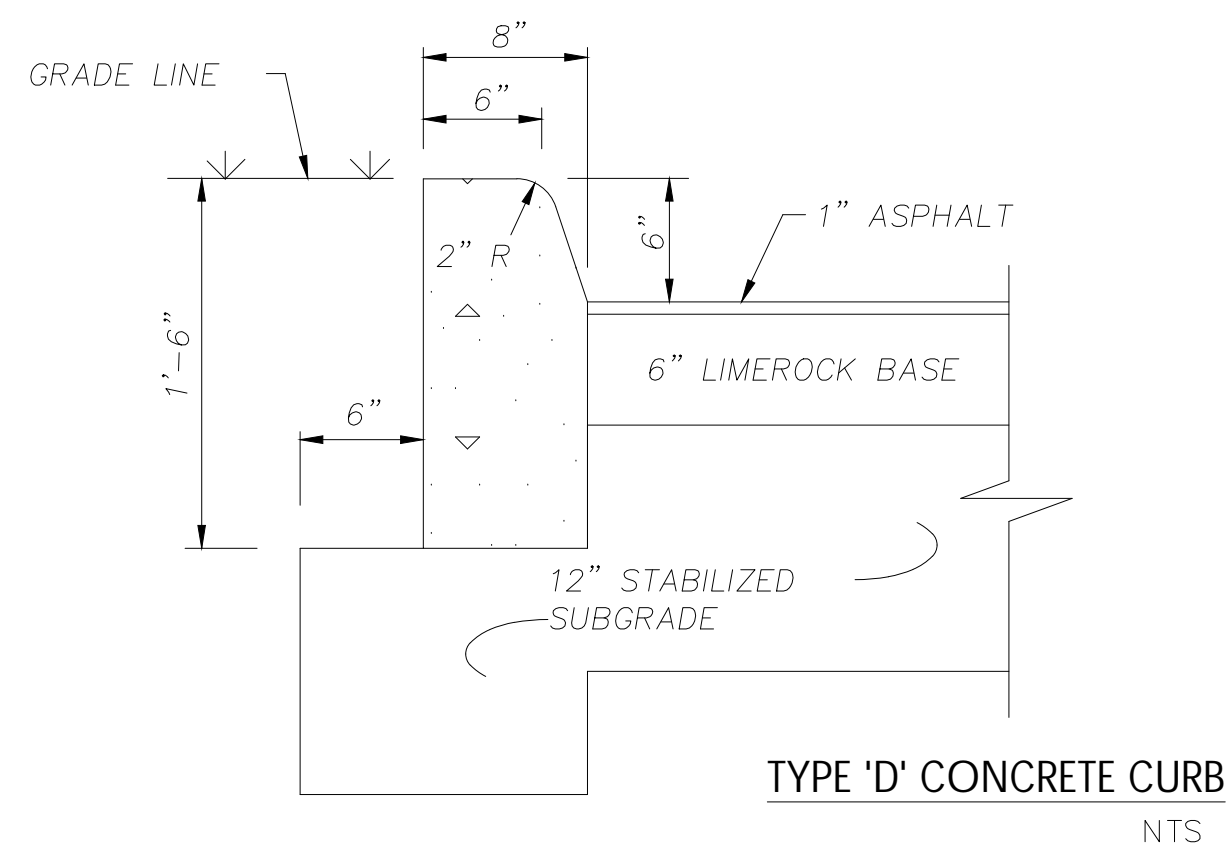 8”
GRADE LINE
6”
1” ASPHALT
2” R
6”
1’-6”
6” LIMEROCK BASE
6”
12” STABILIZED
SUBGRADE
TYPE 'D' CONCRETE CURB
NTS